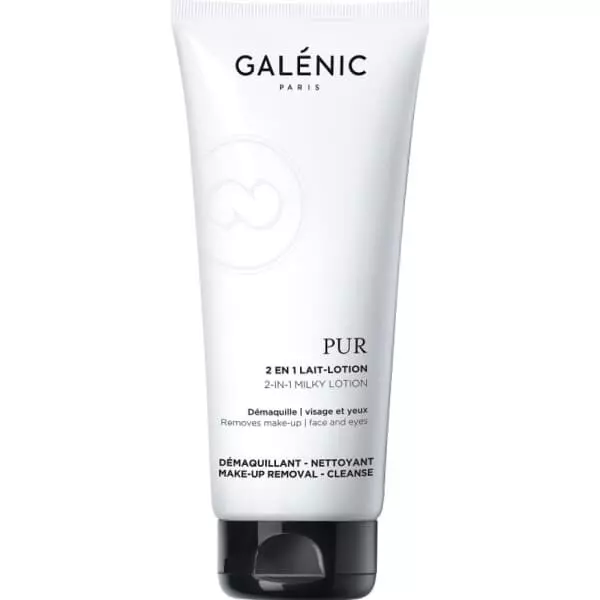 GALÉNIC
PARIS
PUR
2 EN 1 LAIT-LOTION
2-IN-1 MILKY LOTION
Démaquille | visage et yeux
Removes make-up | face and eyes
DÉMAQUILLANT - NETTOYANT
MAKE-UP REMOVAL - CLEANSE